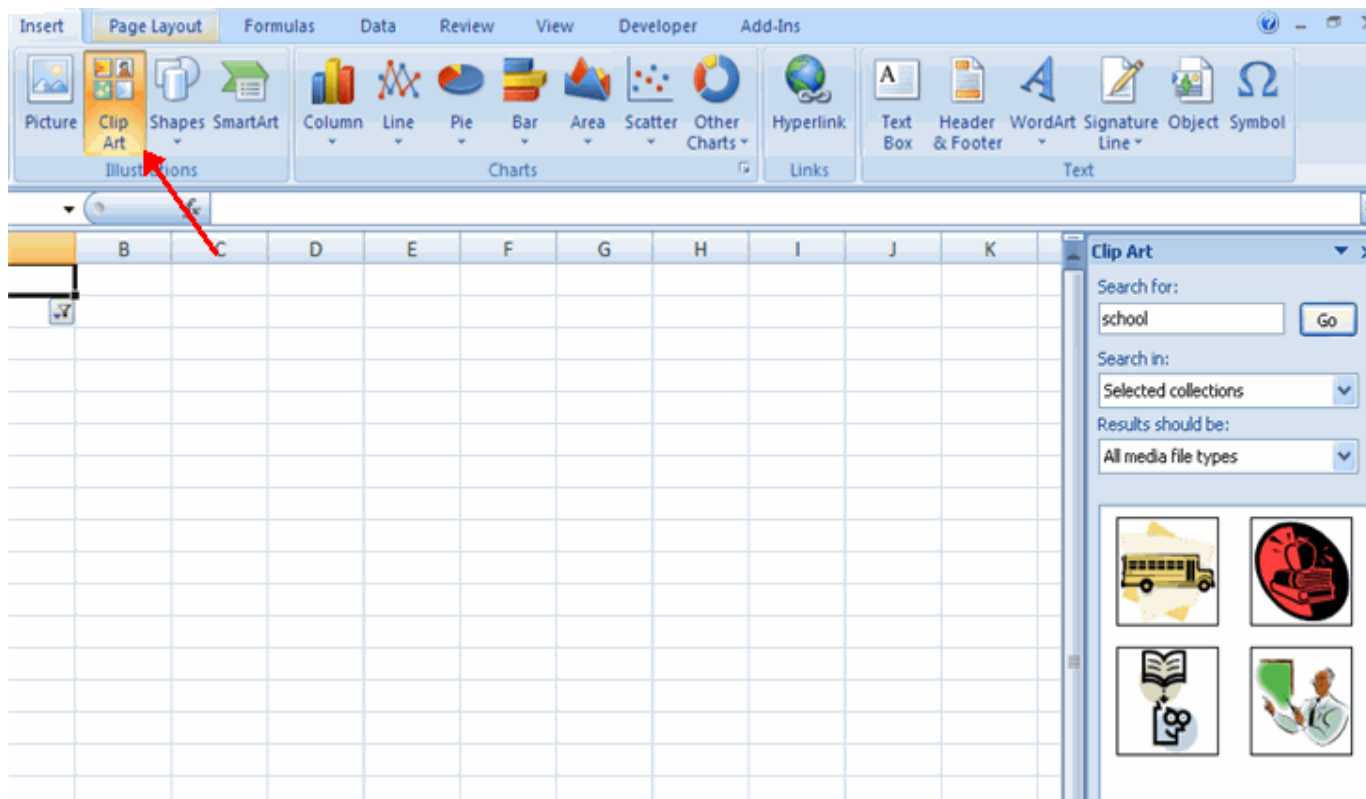 Insert Page Layout Formulas Data Review View Developer Add-Ins
Picture Clip Art Shapes SmartArt Column Line Pie Bar Area Scatter Other Charts Hyperlink Text Box Header & Footer WordArt Signature Line Object Symbol
Charts Links Text
B C D E F G H I J K
Clip Art
Search for:
school Go
Search in:
Selected collections
Results should be:
All media file types